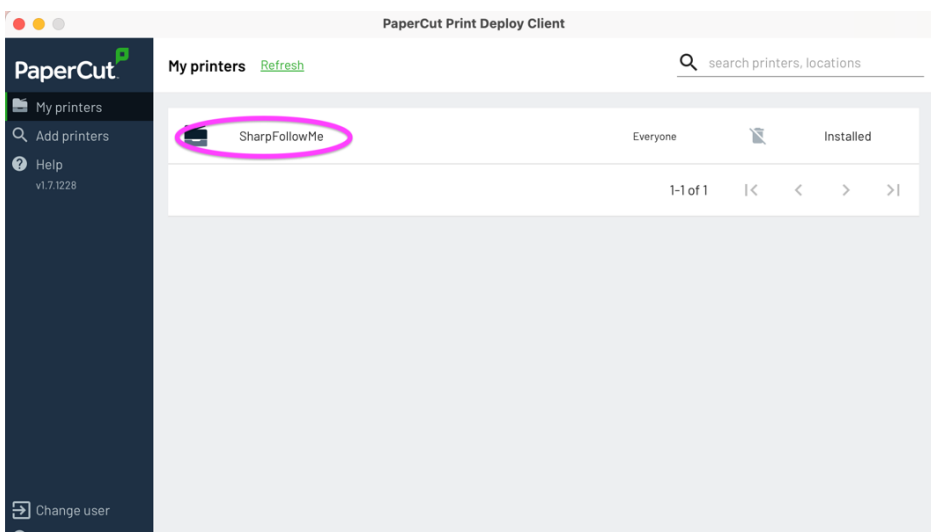 PaperCut Print Deploy Client
PaperCut
My printers
Add printers
Help
v1.7.1228
Change user
My printers Refresh
search printers, locations
SharpFollowMe Everyone Installed
1-1 of 1